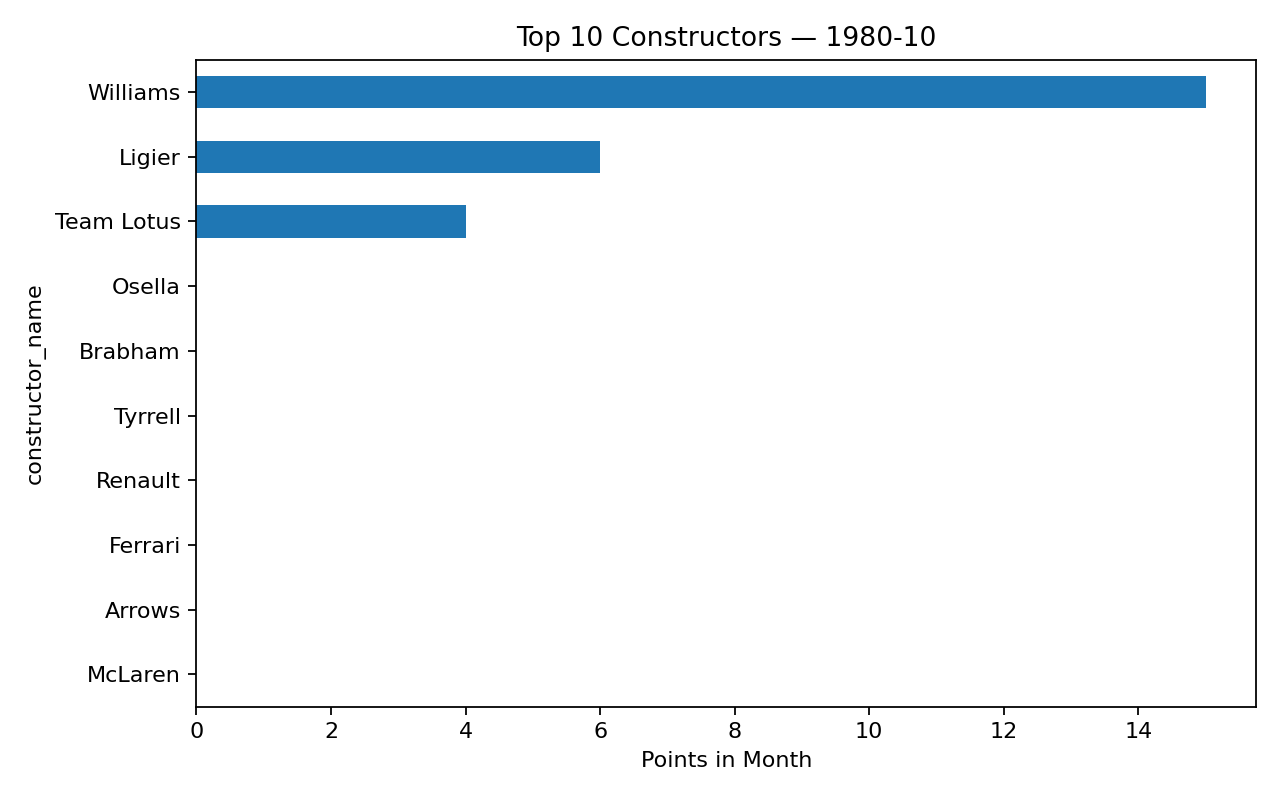 Top 10 Constructors — 1980-10
constructor_name
Williams
Ligier
Team Lotus
Osella
Brabham
Tyrrell
Renault
Ferrari
Arrows
McLaren
0 2 4 6 8 10 12 14
Points in Month